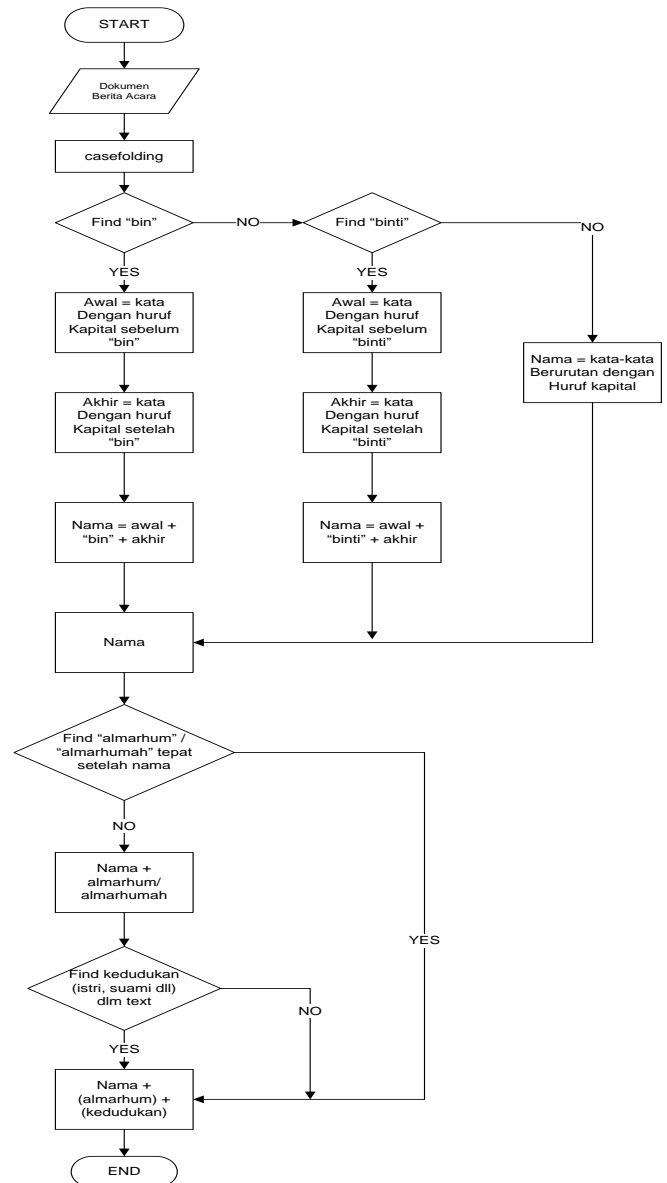 START
Dokumen
Berita Acara
casefolding
Find “bin”
NO
Find “binti”
NO
YES
YES
Awal = kata
Dengan huruf
Kapital sebelum
“bin”
Awal = kata
Dengan huruf
Kapital sebelum
“binti”
Nama = kata-kata
Berurutan dengan
Huruf kapital
Akhir = kata
Dengan huruf
Kapital setelah
“bin”
Akhir = kata
Dengan huruf
Kapital setelah
“binti”
Nama = awal +
“bin” + akhir
Nama = awal +
“binti” + akhir
Nama
Find “almarhum” /
“almarhumah” tepat
setelah nama
NO
Nama +
almarhum/
almarhumah
YES
Find kedudukan
(istri, suami dll)
dlm text
NO
YES
Nama +
(almarhum) +
(kedudukan)
END